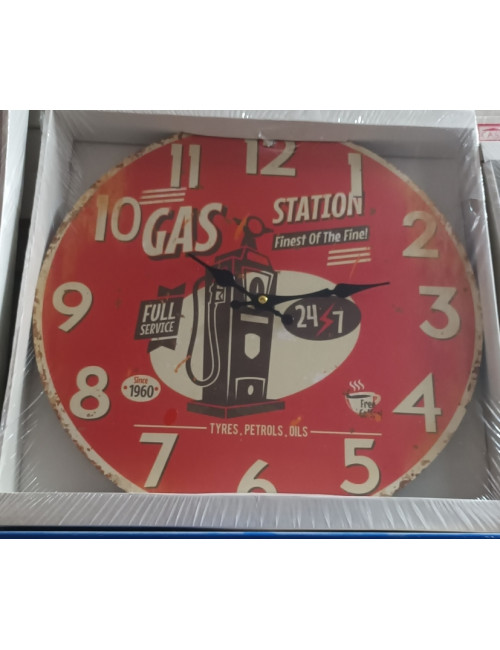 11 12 1
10 2
GAS STATION
Finest Of The Fine!
9 3
FULL
SERVICE
24 7
Since
1960
8 4
Free
TYRES, PETROLS, OILS
7 6 5